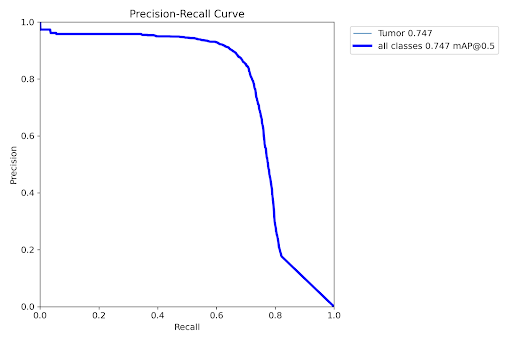 Precision-Recall Curve
Tumor 0.747
all classes 0.747 mAP@0.5
Precision
1.0
0.8
0.6
0.4
0.2
0.0
0.0 0.2 0.4 0.6 0.8 1.0
Recall